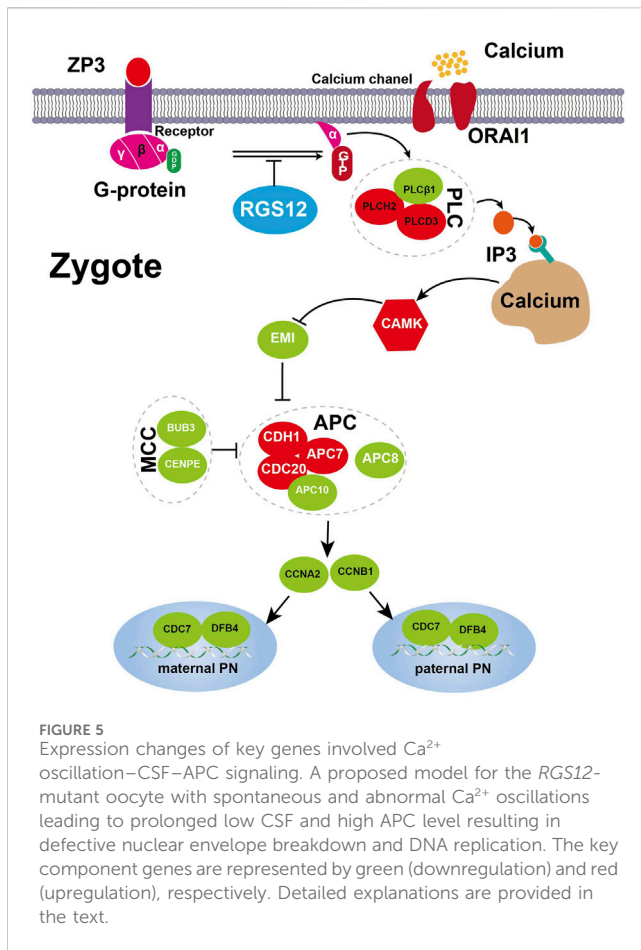 ZP3
Calcium
Calcium chanel
Receptor
ORAI1
γ β α
GDP
α
GTP
G-protein
RGS12
PLCβ1
PLCH2
PLCD3
PLC
IP3
Zygote
Calcium
CAMK
EMI
APC
MCC
BUB3
CENPE
CDH1
APC7
CDC20
APC8
APC10
CCNA2
CCNB1
CDC7
DFB4
maternal PN
CDC7
DFB4
paternal PN
FIGURE 5
Expression changes of key genes involved Ca²⁺
oscillation–CSF–APC signaling. A proposed model for the RGS12-
mutant oocyte with spontaneous and abnormal Ca²⁺ oscillations
leading to prolonged low CSF and high APC level resulting in
defective nuclear envelope breakdown and DNA replication. The key
component genes are represented by green (downregulation) and red
(upregulation), respectively. Detailed explanations are provided in
the text.